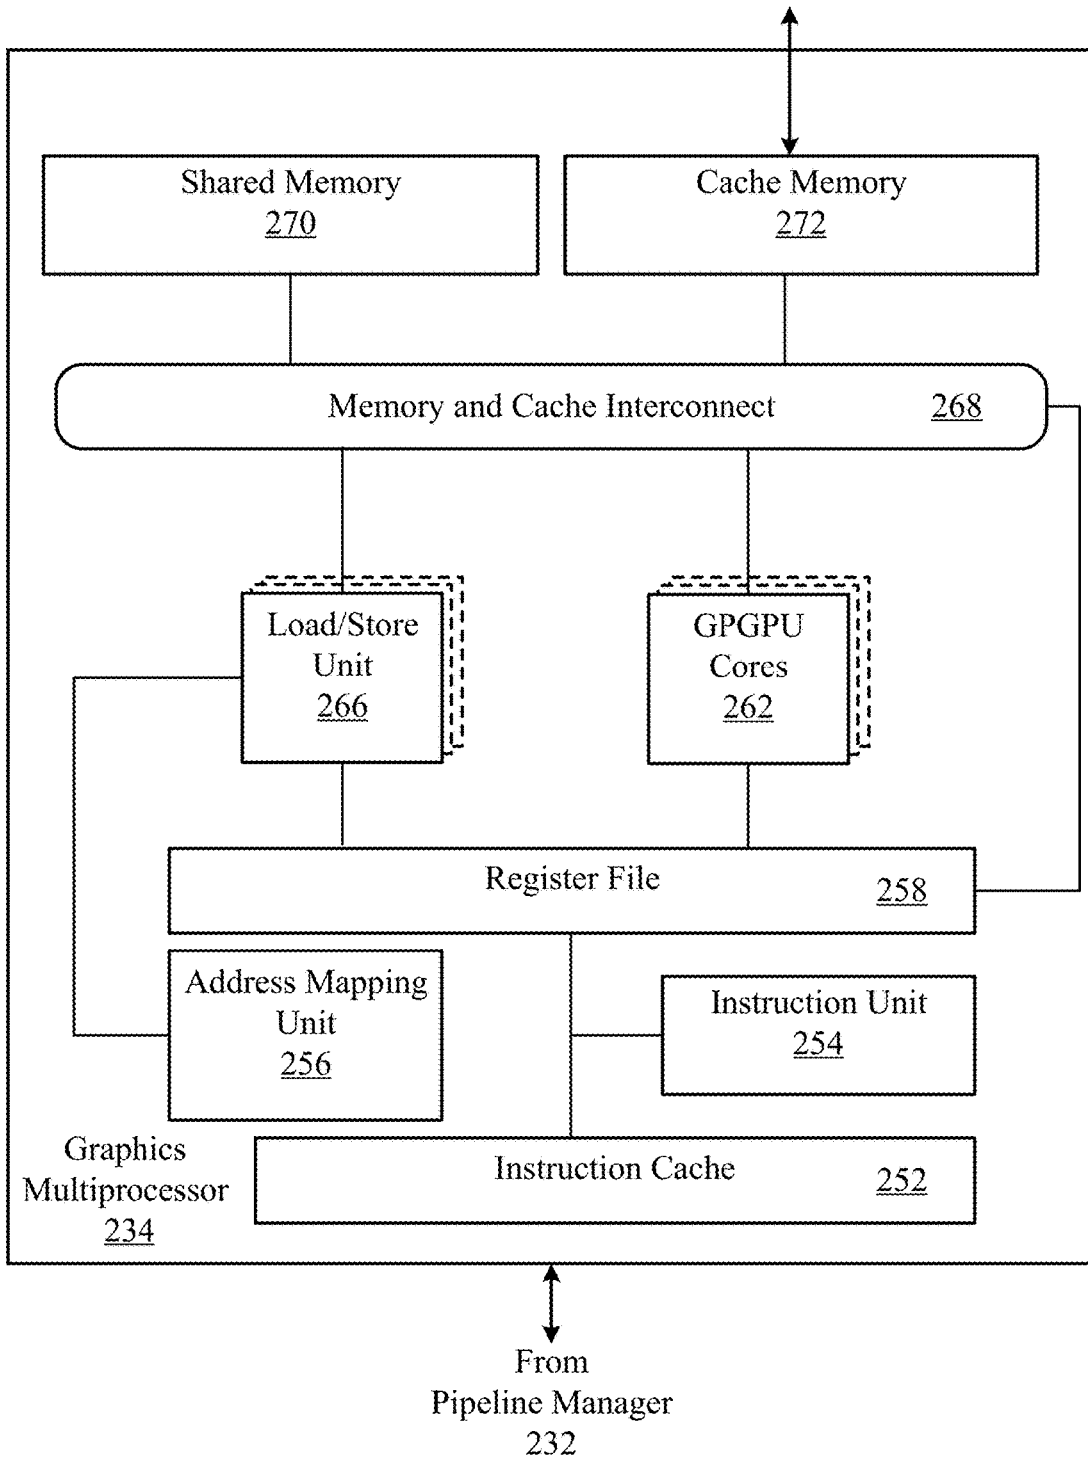 Shared Memory
270
Cache Memory
272
Memory and Cache Interconnect 268
Load/Store
Unit
266
GPGPU
Cores
262
Register File 258
Address Mapping
Unit
256
Instruction Unit
254
Graphics
Multiprocessor
234
Instruction Cache 252
From
Pipeline Manager
232